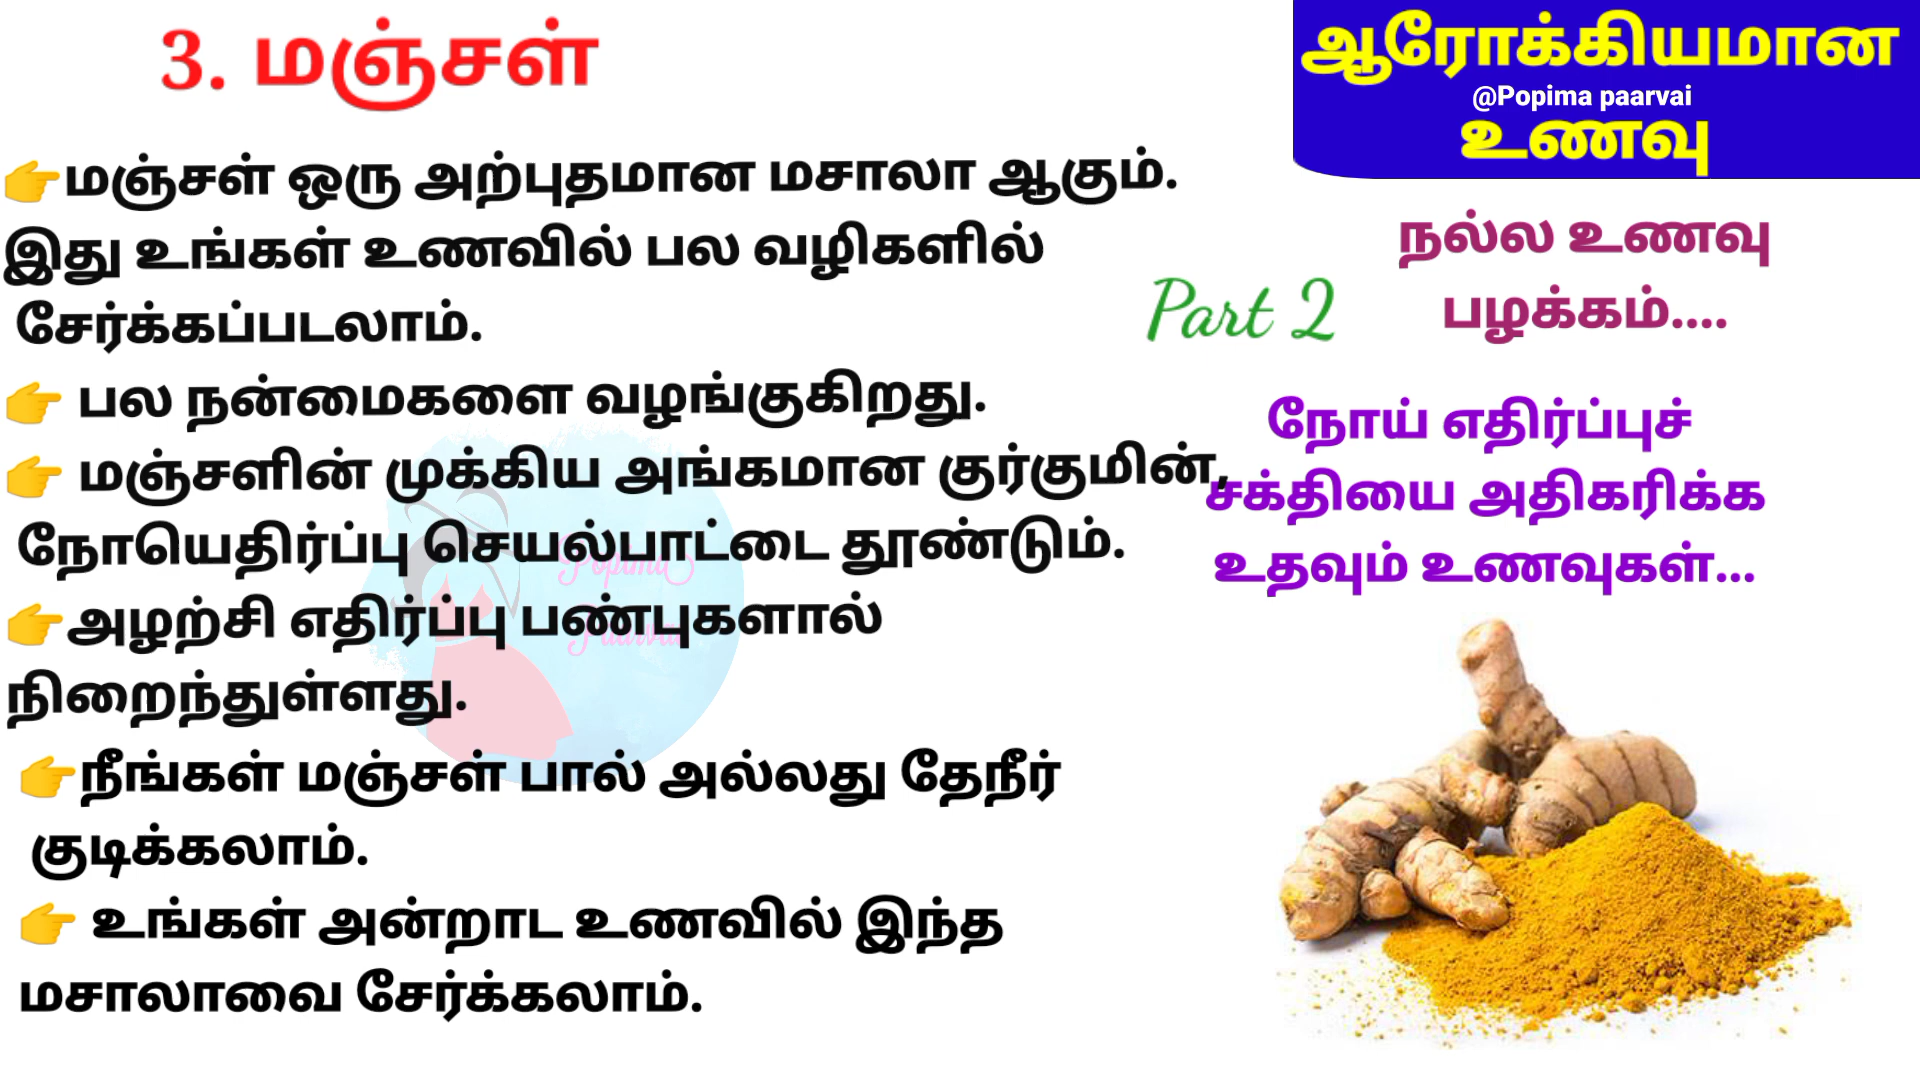 3. மஞ்சள்
👉மஞ்சள் ஒரு அற்புதமான மசாலா ஆகும்.
இது உங்கள் உணவில் பல வழிகளில்
சேர்க்கப்படலாம்.
👉 பல நன்மைகளை வழங்குகிறது.
👉 மஞ்சளின் முக்கிய அங்கமான குர்குமின்,
நோயெதிர்ப்பு செயல்பாட்டை தூண்டும்.
👉அழற்சி எதிர்ப்பு பண்புகளால்
நிறைந்துள்ளது.
👉நீங்கள் மஞ்சள் பால் அல்லது தேநீர்
குடிக்கலாம்.
👉 உங்கள் அன்றாட உணவில் இந்த
மசாலாவை சேர்க்கலாம்.
ஆரோக்கியமான
@Popima paarvai
உணவு
நல்ல உணவு
பழக்கம்....
Part 2
நோய் எதிர்ப்புச்
சக்தியை அதிகரிக்க
உதவும் உணவுகள்...
Popima
Paarvai